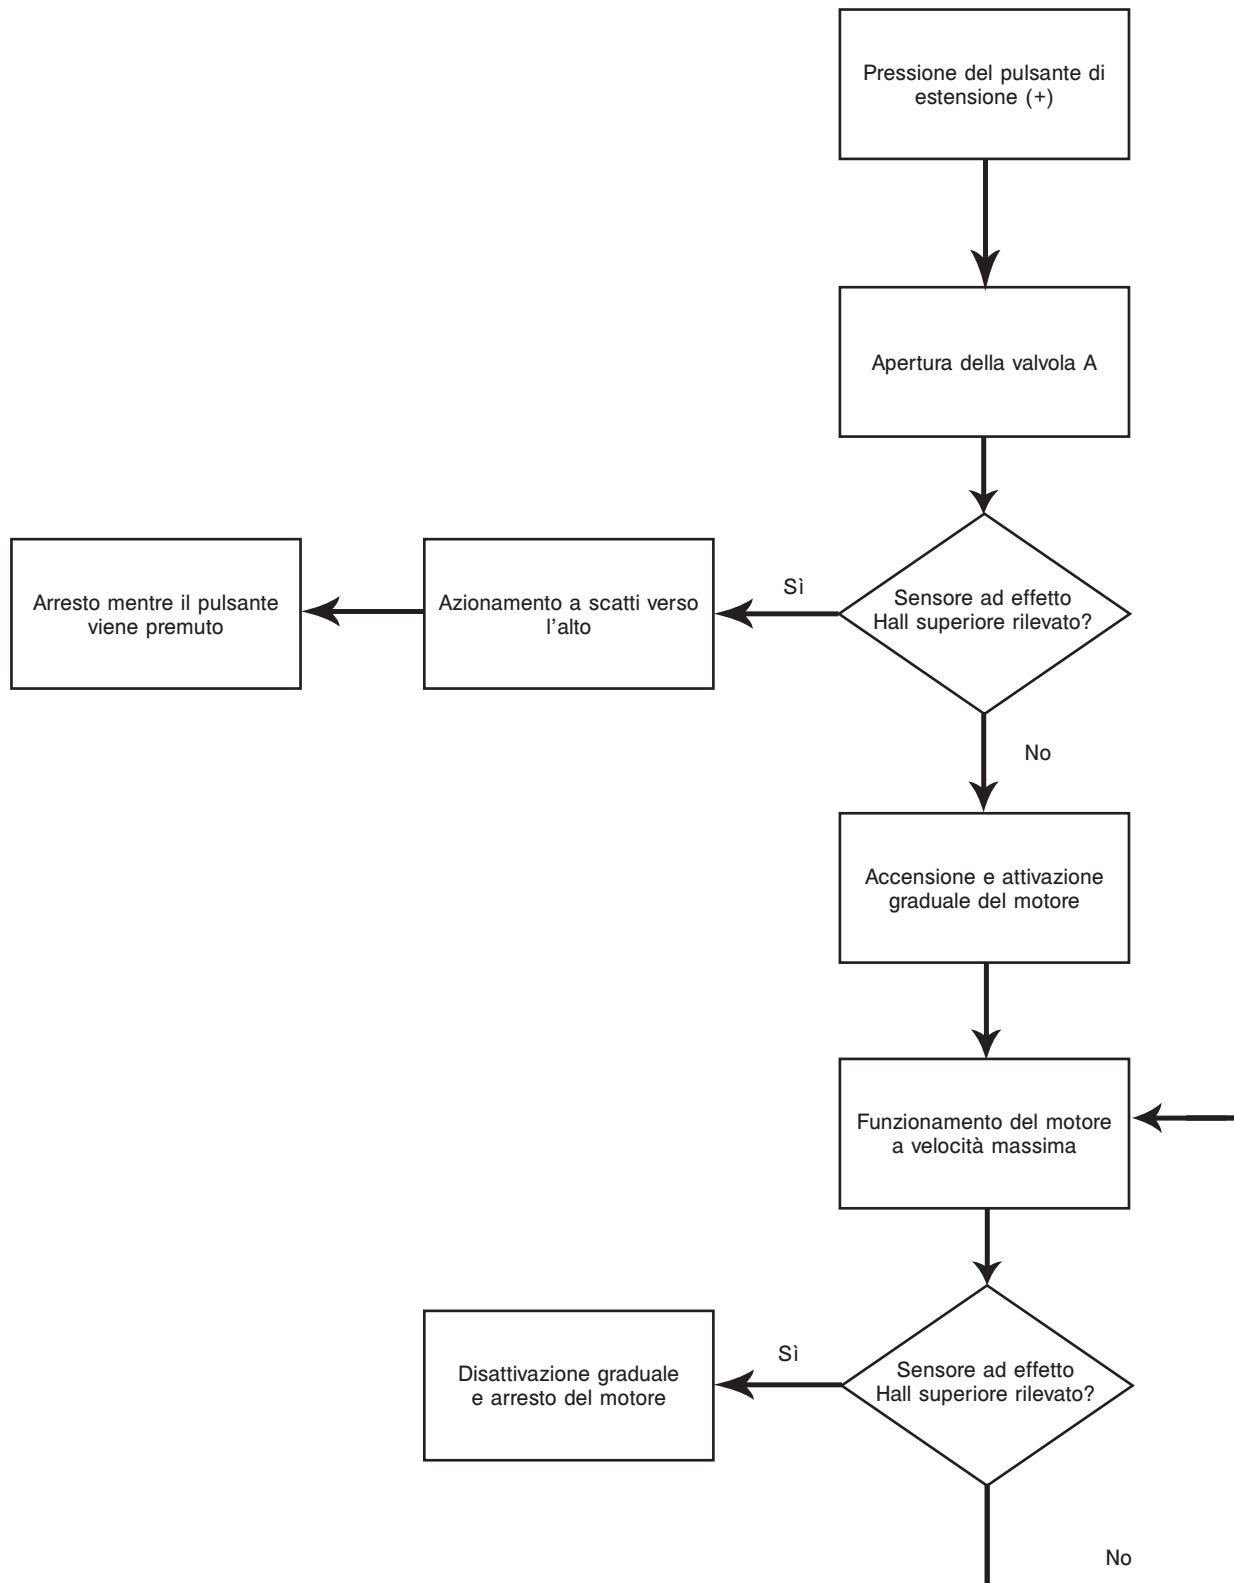 Pressione del pulsante di
estensione (+)
Apertura della valvola A
Arresto mentre il pulsante
viene premuto
Azionamento a scatti verso
l'alto
Sì
Sensore ad effetto
Hall superiore rilevato?
No
Accensione e attivazione
graduale del motore
Funzionamento del motore
a velocità massima
Disattivazione graduale
e arresto del motore
Sì
Sensore ad effetto
Hall superiore rilevato?
No